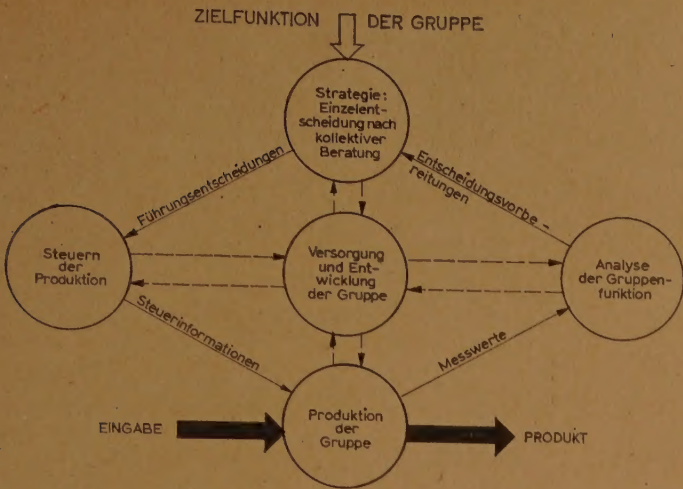 ZIELFUNKTION DER GRUPPE
Strategie:
Einzelent-
scheidung nach
kollektiver
Beratung
Führungsentscheidungen
Entscheidungsvorbe-
reitungen
Steuern
der
Produktion
Versorgung
und Ent-
wicklung
der Gruppe
Analyse
der Gruppen-
funktion
Steuerinformationen
Messwerte
EINGABE
Produktion
der
Gruppe
PRODUKT